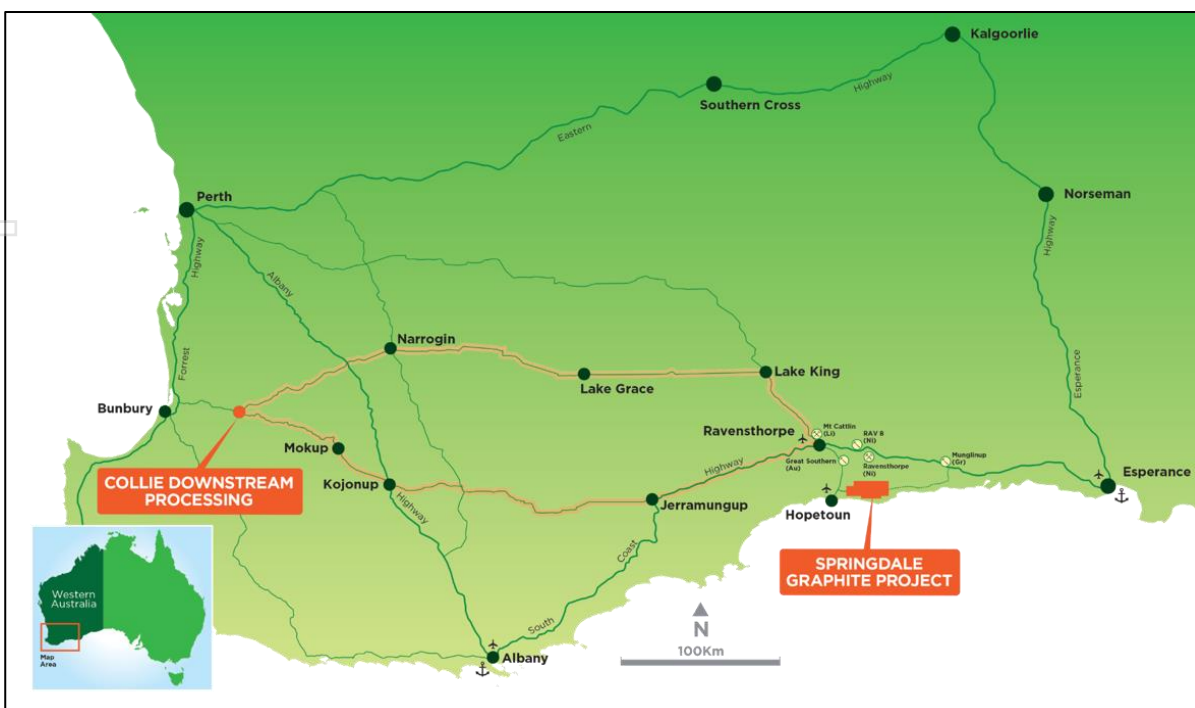 Kalgoorlie
Highway
Southern Cross
Eastern
Perth
Norseman
Highway
Highway
Albany
Esperance
Forrest
Narrogin
Lake Grace
Lake King
Bunbury
Mokup
Ravensthorpe
Mt Cattlin
(Li)
RAV 8
(Ni)
Great Southern
(Au)
Ravensthorpe
(Ni)
Munglinup
(Gr)
Esperance
COLLIE DOWNSTREAM
PROCESSING
Kojonup
Highway
Highway
Jerramungup
Hopetoun
Coast
South
SPRINGDALE
GRAPHITE PROJECT
Albany
N
100Km
Western
Australia
Map
Area